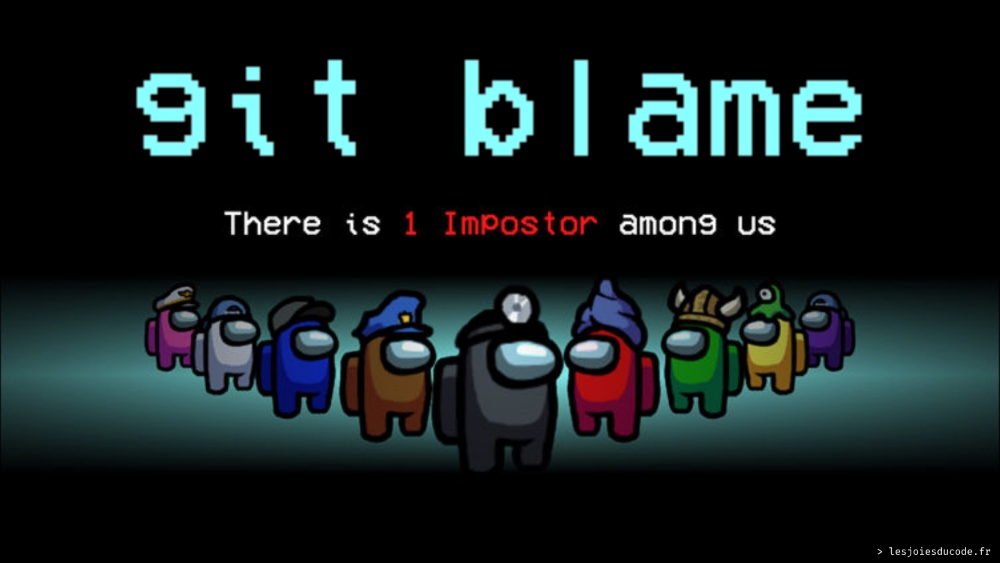 git blame
There is 1 Impostor among us
> lesjoiesducode.fr